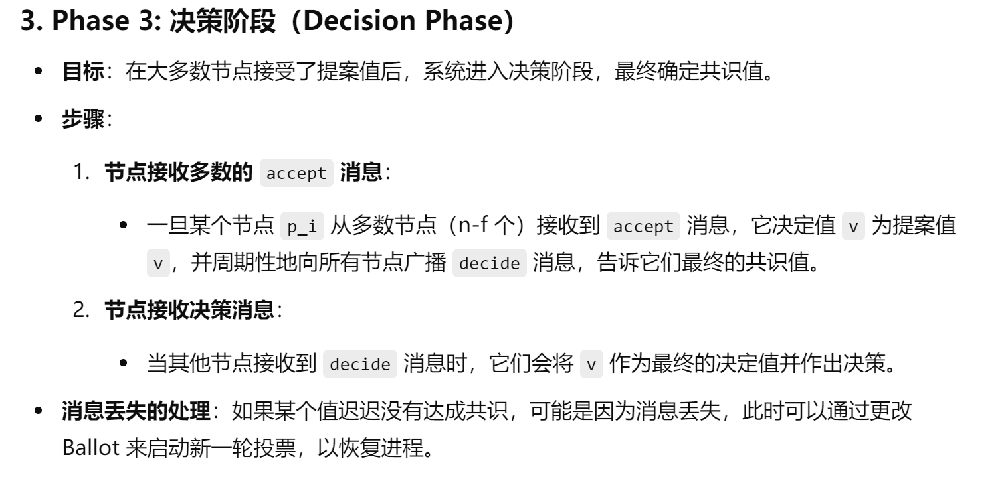 3. Phase 3: 决策阶段（Decision Phase）
• 目标：在大多数节点接受了提案值后，系统进入决策阶段，最终确定共识值。
• 步骤：
1. 节点接收多数的 accept 消息：
• 一旦某个节点 p_i 从多数节点（n-f 个）接收到 accept 消息，它决定值 v 为提案值
v，并周期性地向所有节点广播 decide 消息，告诉它们最终的共识值。
2. 节点接收决策消息：
• 当其他节点接收到 decide 消息时，它们会将 v 作为最终的决定值并作出决策。
• 消息丢失的处理：如果某个值迟迟没有达成共识，可能是因为消息丢失，此时可以通过更改
Ballot 来启动新一轮投票，以恢复进程。